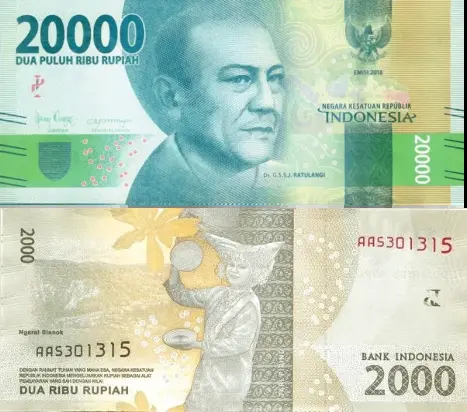 20000
DUA PULUH RIBU RUPIAH
EMISI 2016
NEGARA KESATUAN REPUBLIK
INDONESIA
20000
Dr. G.S.S.J. RATULANGI
2000
AAS301315
Ngarai Sianok
AAS301315
DENGAN RAHMAT TUHAN YANG MAHA ESA, NEGARA KESATUAN
REPUBLIK INDONESIA MENGELUARKAN RUPIAH SEBAGAI ALAT
PEMBAYARAN YANG SAH DENGAN NILAI
DUA RIBU RUPIAH
BANK INDONESIA
2000